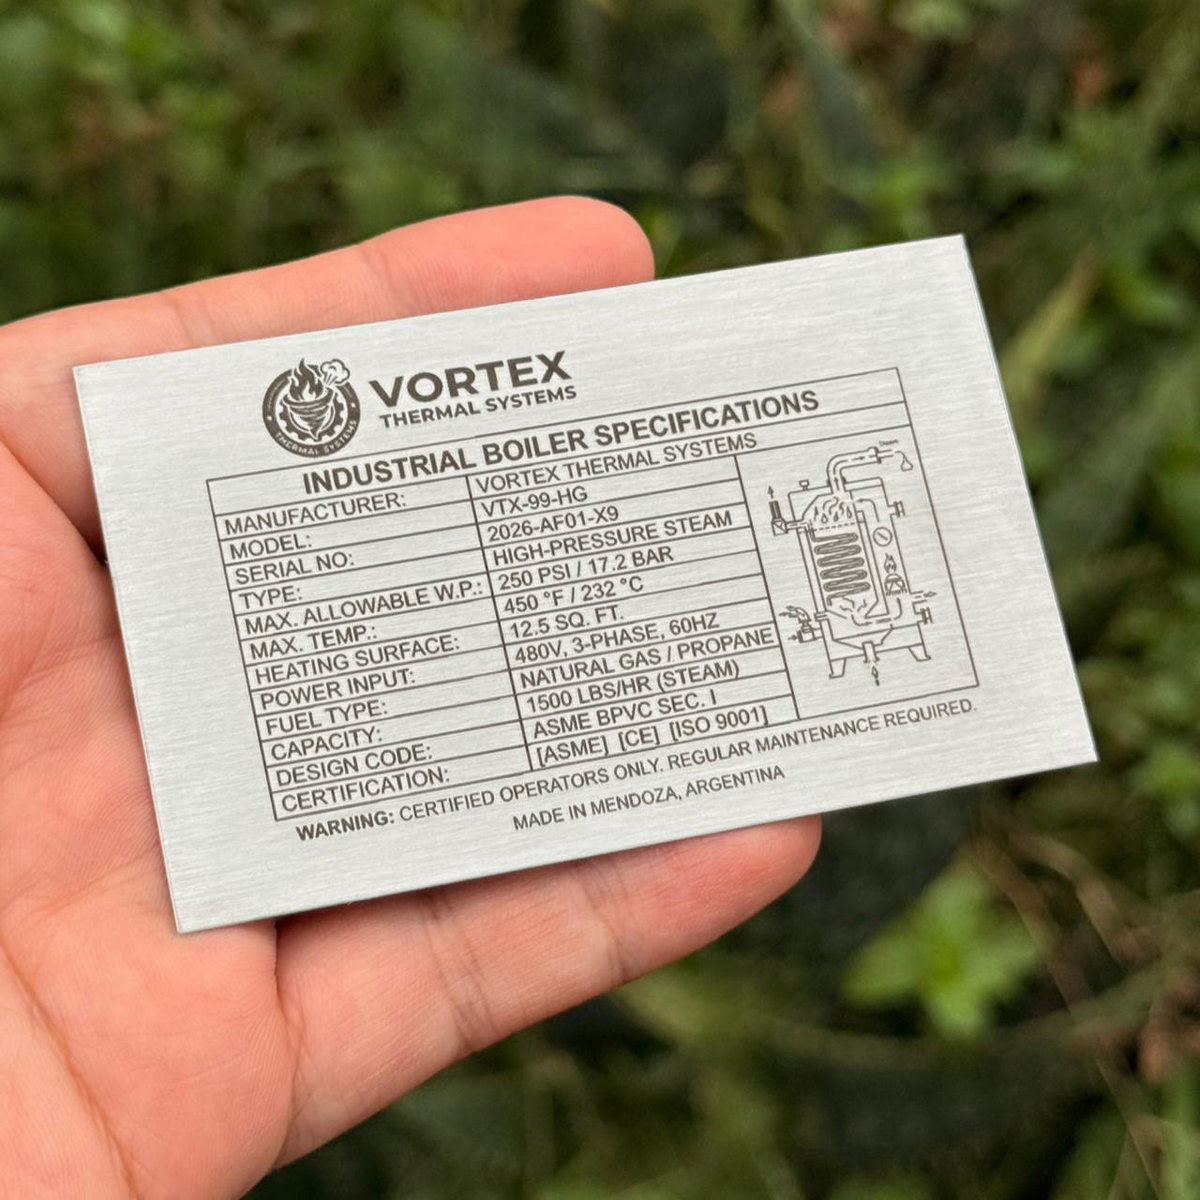 VORTEX
THERMAL SYSTEMS
THERMAL SYSTEMS
INDUSTRIAL BOILER SPECIFICATIONS
MANUFACTURER: VORTEX THERMAL SYSTEMS
MODEL: VTX-99-HG
SERIAL NO: 2026-AF01-X9
TYPE: HIGH-PRESSURE STEAM
MAX. ALLOWABLE W.P.: 250 PSI / 17.2 BAR
MAX. TEMP.: 450 °F / 232 °C
HEATING SURFACE: 12.5 SQ. FT.
POWER INPUT: 480V, 3-PHASE, 60HZ
FUEL TYPE: NATURAL GAS / PROPANE
CAPACITY: 1500 LBS/HR (STEAM)
DESIGN CODE: ASME BPVC SEC. I
CERTIFICATION: [ASME] [CE] [ISO 9001]
WARNING: CERTIFIED OPERATORS ONLY. REGULAR MAINTENANCE REQUIRED.
MADE IN MENDOZA, ARGENTINA